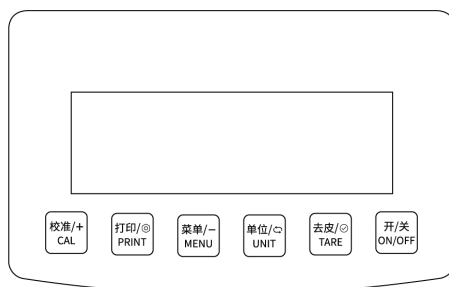 校准/+
CAL
打印/◎
PRINT
菜单/−
MENU
单位/
UNIT
去皮/
TARE
开/关
ON/OFF